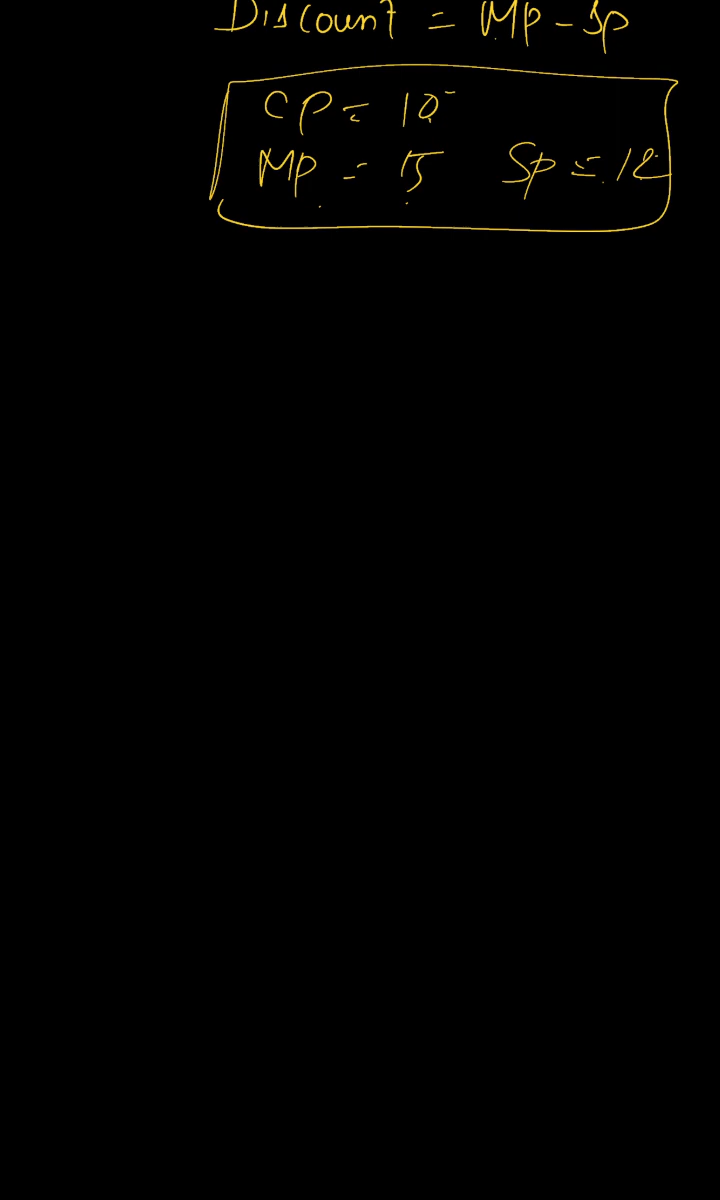 Discount = MP - SP
CP = 10
MP = 15 SP = 12